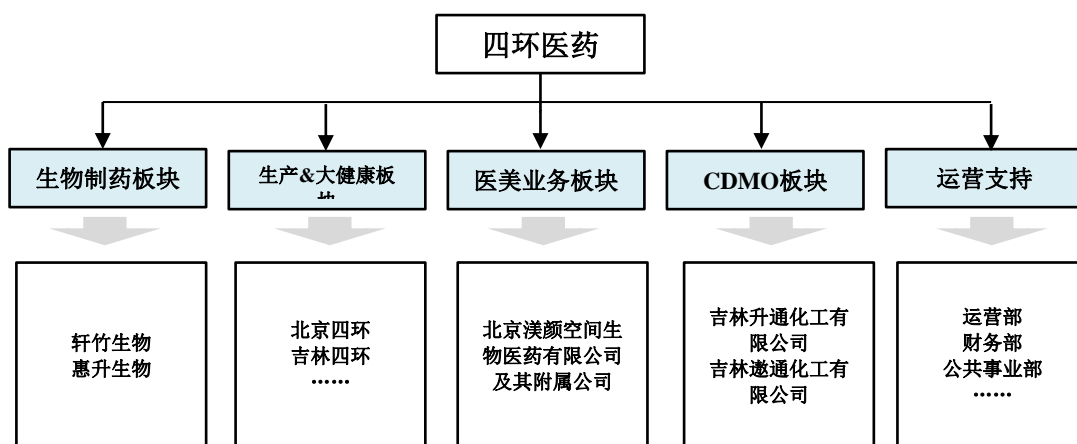 四环医药
生物制药板块
生产&大健康板
医美业务板块
CDMO板块
运营支持
轩竹生物
惠升生物
北京四环
吉林四环
……
北京渼颜空间生
物医药有限公司
及其附属公司
吉林升通化工有
限公司
吉林遨通化工有
限公司
运营部
财务部
公共事业部
……